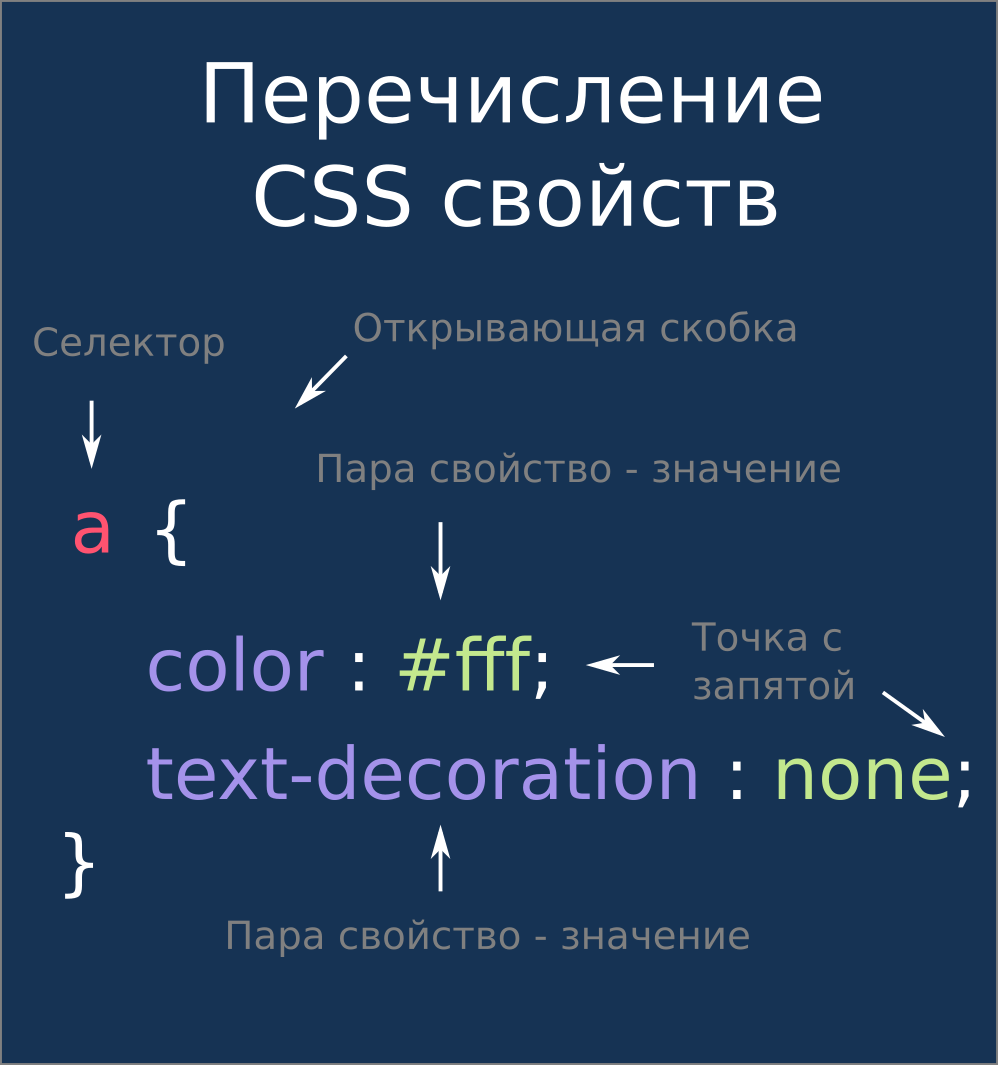 Перечисление
CSS свойств
Селектор
Открывающая скобка
Пара свойство - значение
a {
color : #fff;
Точка с
запятой
text-decoration : none;
}
Пара свойство - значение